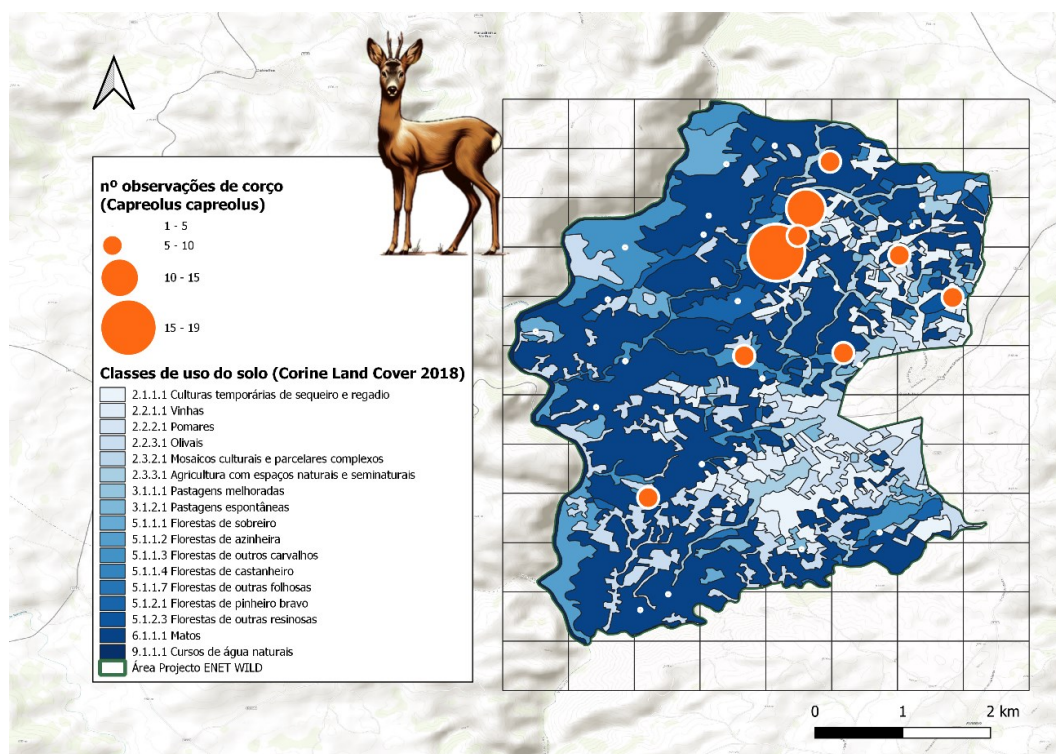 nº observações de corço
(Capreolus capreolus)
1 - 5
5 - 10
10 - 15
15 - 19
Classes de uso do solo (Corine Land Cover 2018)
2.1.1.1 Culturas temporárias de sequeiro e regadio
2.2.1.1 Vinhas
2.2.2.1 Pomares
2.2.3.1 Olivais
2.3.2.1 Mosaicos culturais e parcelares complexos
2.3.3.1 Agricultura com espaços naturais e seminaturais
3.1.1.1 Pastagens melhoradas
3.1.2.1 Pastagens espontâneas
5.1.1.1 Florestas de sobreiro
5.1.1.2 Florestas de azinheira
5.1.1.3 Florestas de outros carvalhos
5.1.1.4 Florestas de castanheiro
5.1.1.7 Florestas de outras folhosas
5.1.2.1 Florestas de pinheiro bravo
5.1.2.3 Florestas de outras resinosas
6.1.1.1 Matos
9.1.1.1 Cursos de água naturais
Área Projecto ENET WILD
0 1 2 km